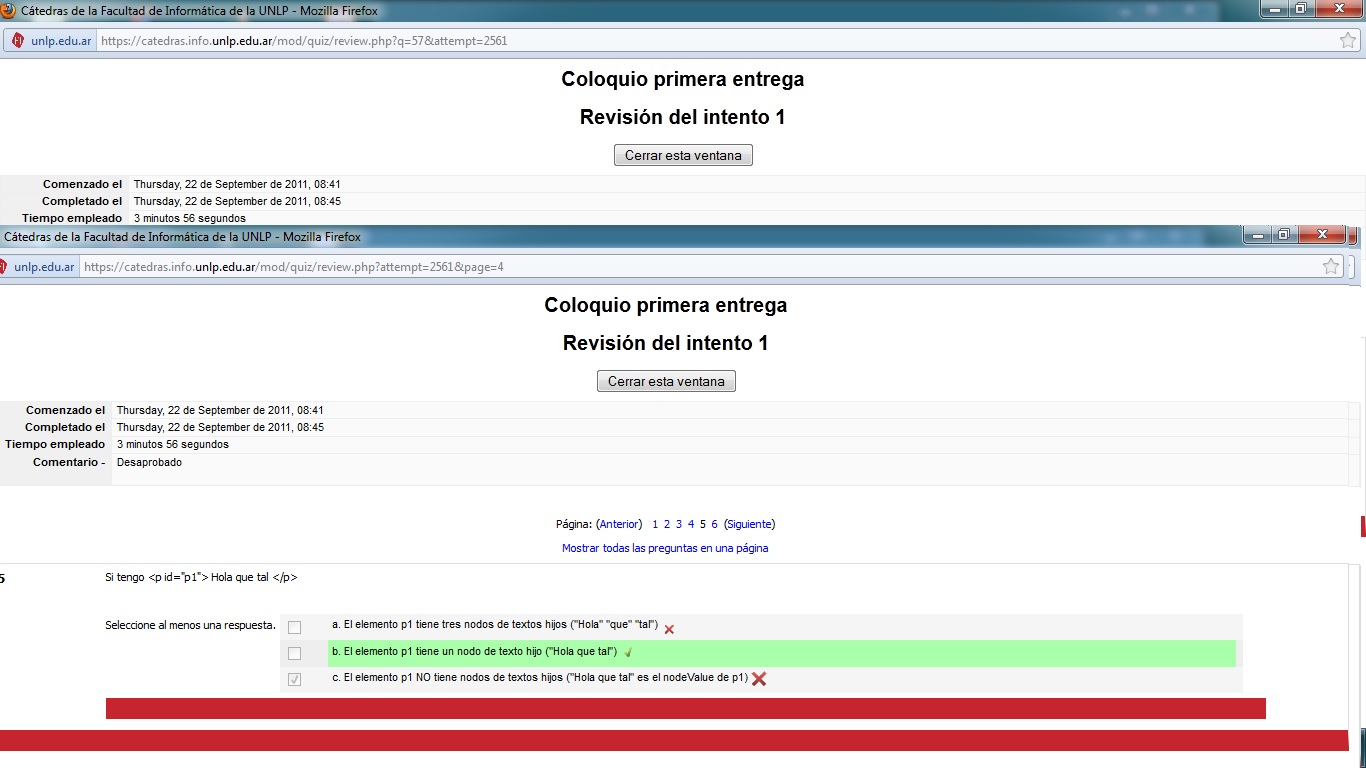 Cátedras de la Facultad de Informática de la UNLP - Mozilla Firefox
unlp.edu.ar https://catedras.info.unlp.edu.ar/mod/quiz/review.php?q=57&attempt=2561
Coloquio primera entrega
Revisión del intento 1
Cerrar esta ventana
Comenzado el Thursday, 22 de September de 2011, 08:41
Completado el Thursday, 22 de September de 2011, 08:45
Tiempo empleado 3 minutos 56 segundos
Cátedras de la Facultad de Informática de la UNLP - Mozilla Firefox
unlp.edu.ar https://catedras.info.unlp.edu.ar/mod/quiz/review.php?attempt=2561&page=4
Coloquio primera entrega
Revisión del intento 1
Cerrar esta ventana
Comenzado el Thursday, 22 de September de 2011, 08:41
Completado el Thursday, 22 de September de 2011, 08:45
Tiempo empleado 3 minutos 56 segundos
Comentario - Desaprobado
Página: (Anterior) 1 2 3 4 5 6 (Siguiente)
Mostrar todas las preguntas en una página
5 Si tengo <p id="p1"> Hola que tal </p>
Seleccione al menos una respuesta.
a. El elemento p1 tiene tres nodos de textos hijos ("Hola" "que" "tal")
b. El elemento p1 tiene un nodo de texto hijo ("Hola que tal")
c. El elemento p1 NO tiene nodos de textos hijos ("Hola que tal" es el nodeValue de p1)